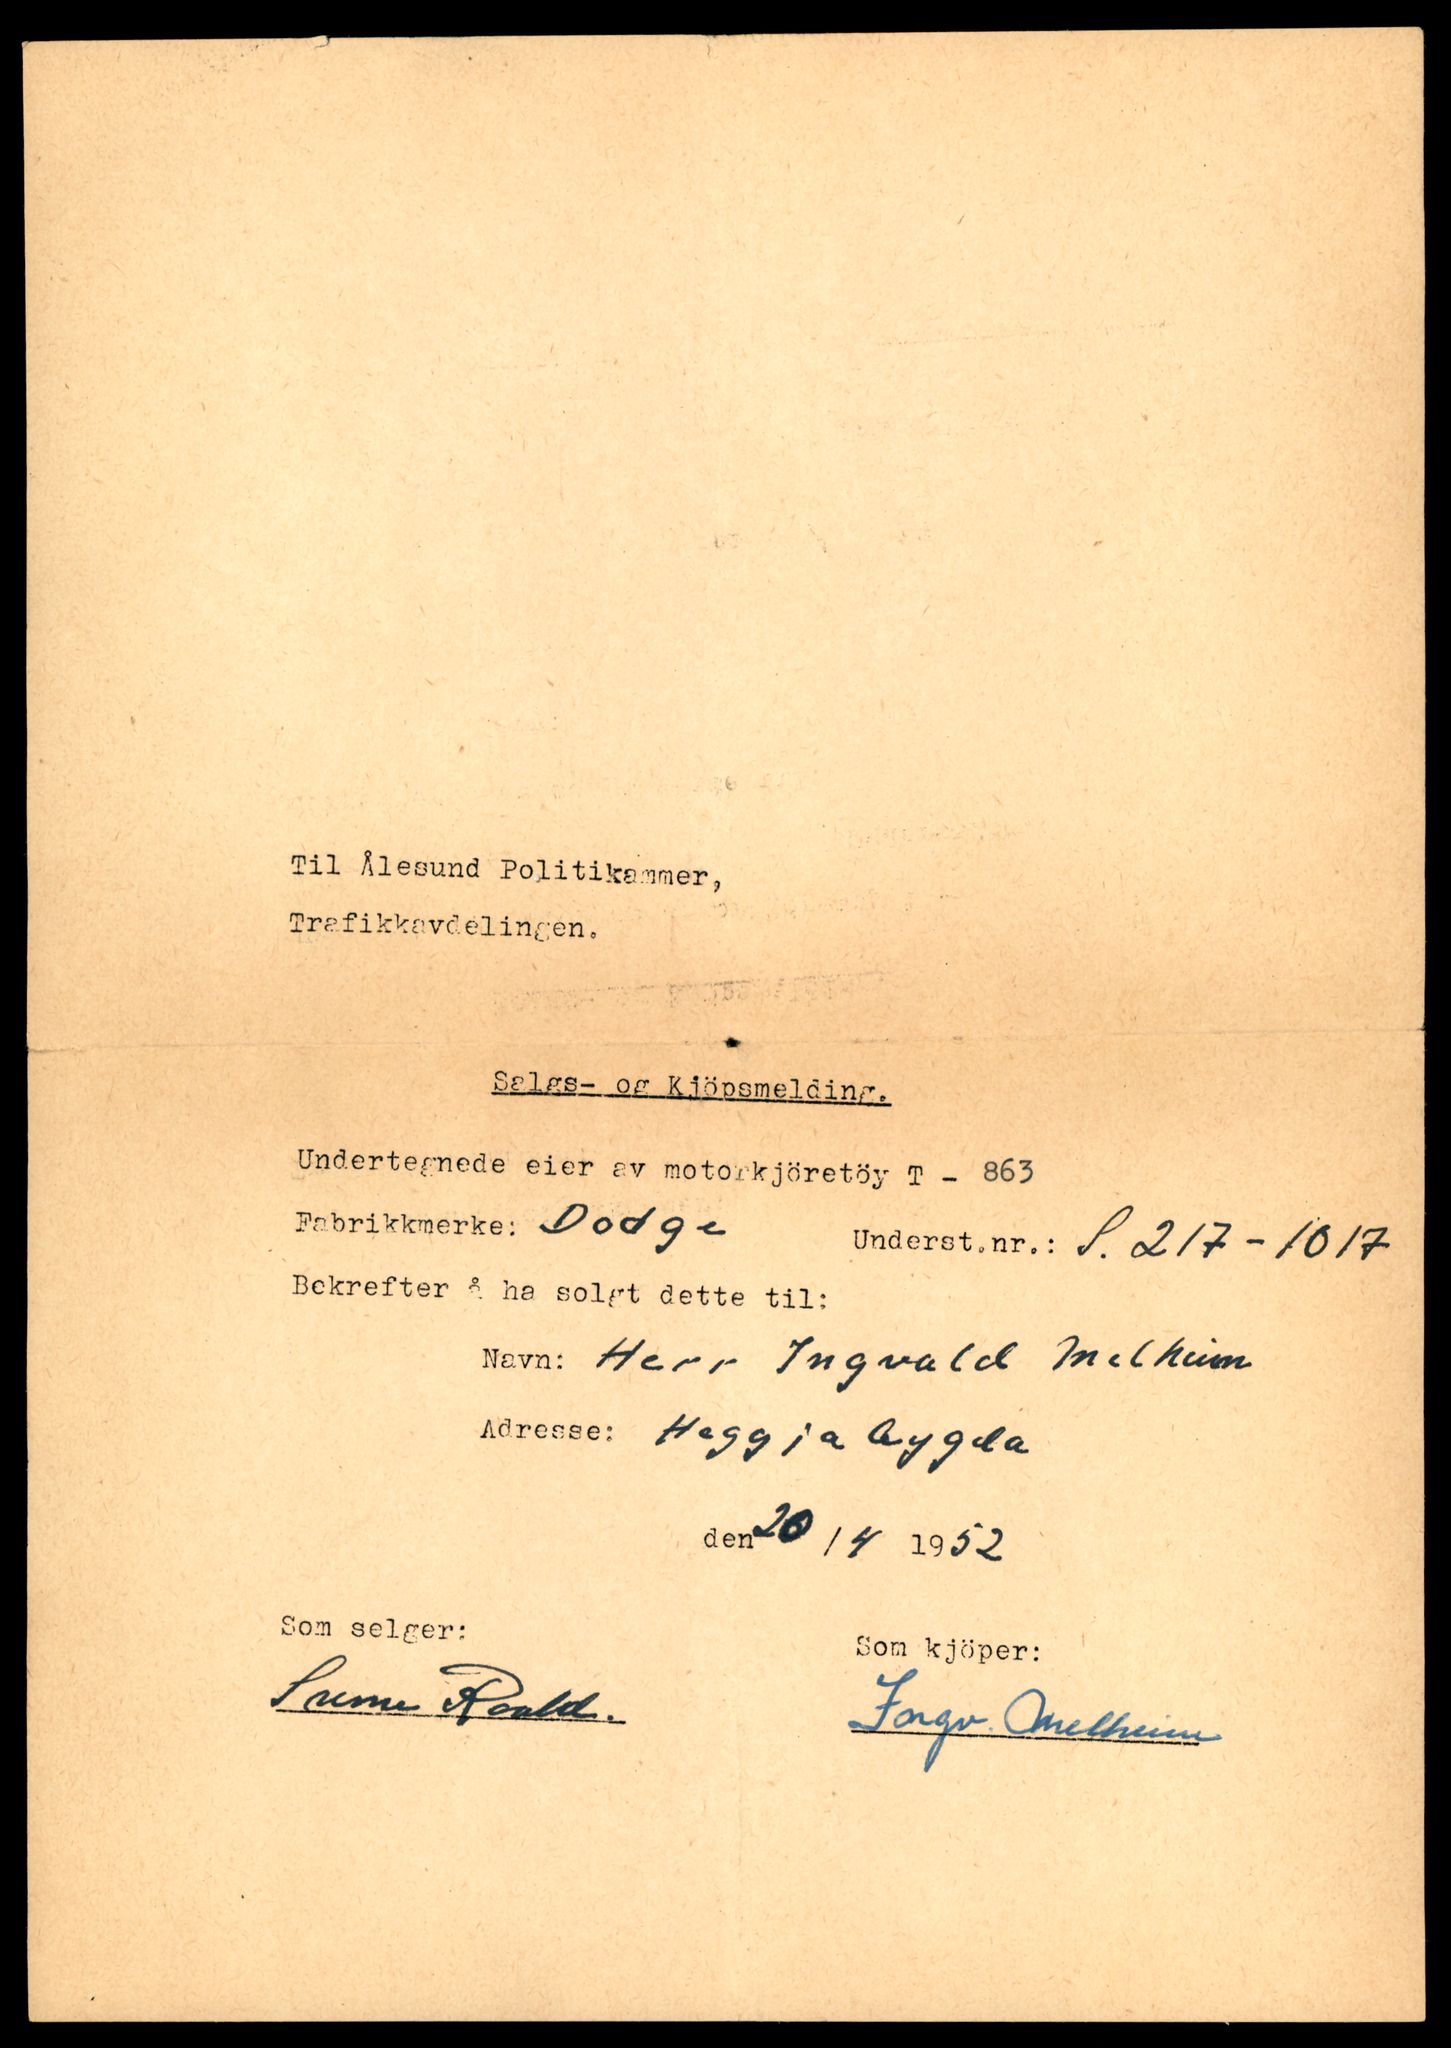 Til Ålesund Politikammer,
Trafikkavdelingen.
Salgs- og Kjöpsmelding.
Undertegnede eier av motorkjöretöy T - 863
Fabrikkmerke: Dodge Underst.nr.: S. 217-1017
Bekrefter å ha solgt dette til:
Navn: Herr Ingvald Melheim
Adresse: Heggjabygda
den 20/4 1952
Som selger: Som kjöper:
Raald. Ingv. Melheim